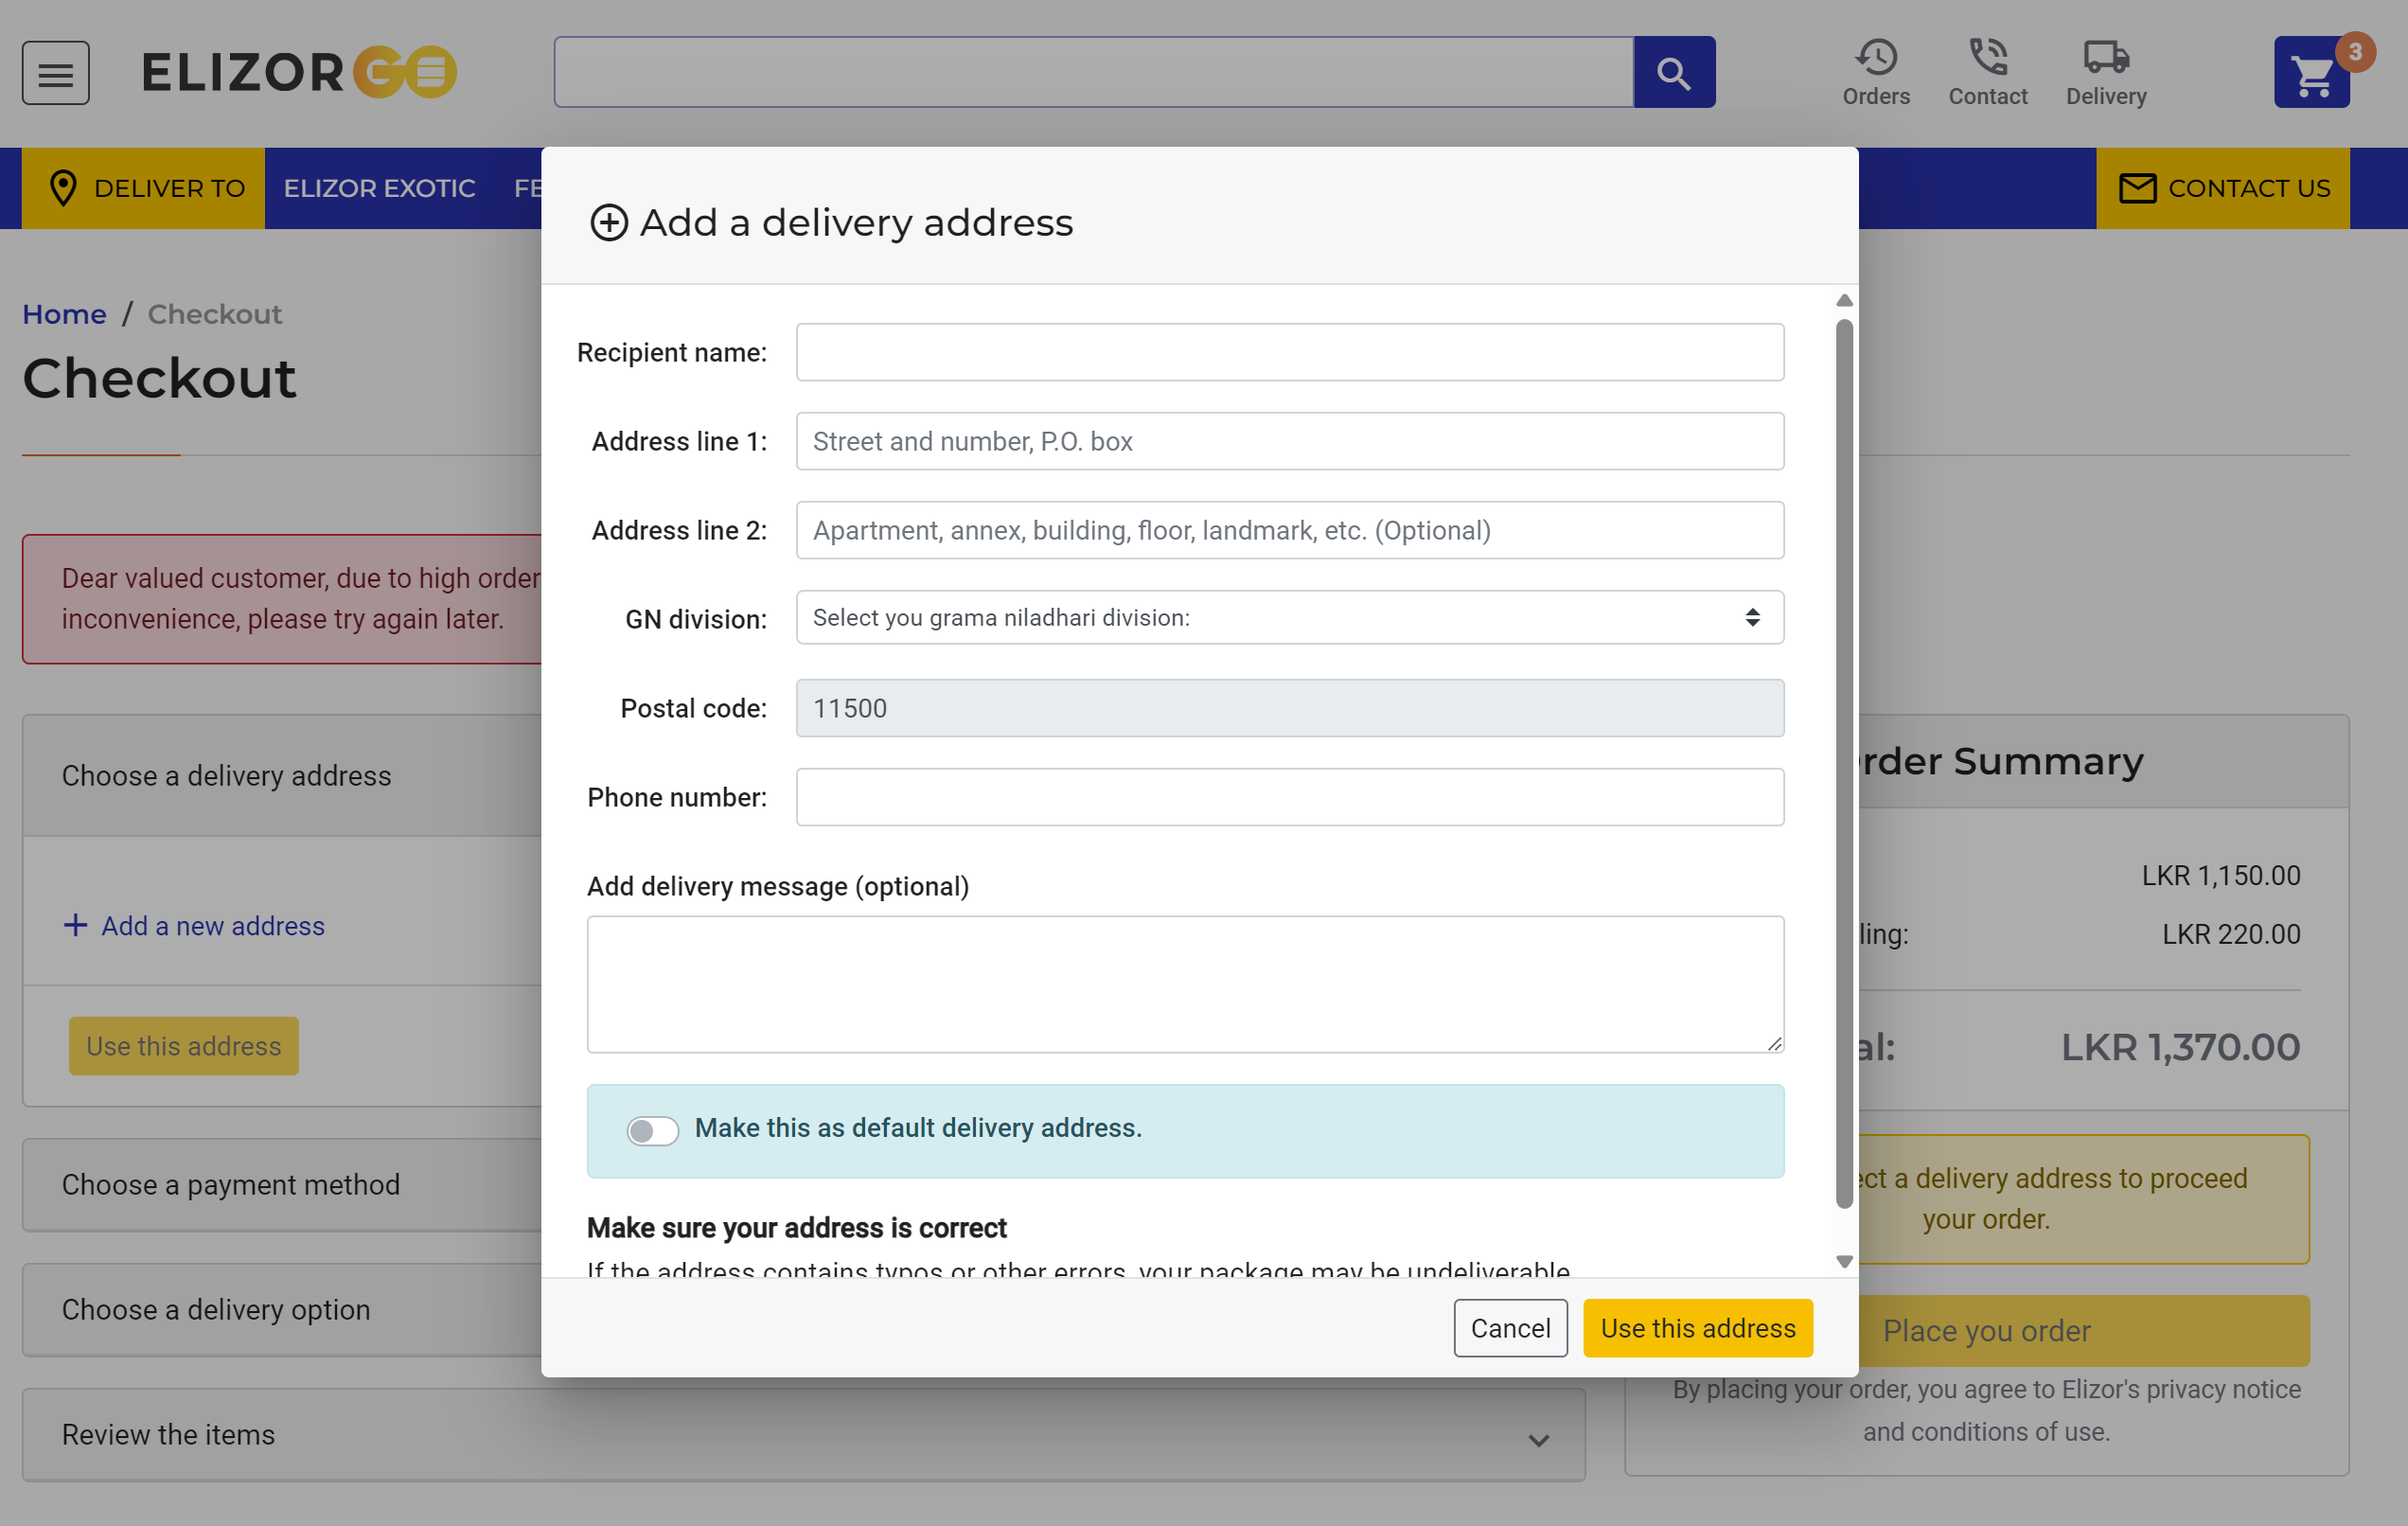 ELIZOR GO
Orders
Contact
Delivery
3
DELIVER TO
ELIZOR EXOTIC
FE
CONTACT US
Home / Checkout
Checkout
Dear valued customer, due to high order
inconvenience, please try again later.
Choose a delivery address
Add a new address
Use this address
Choose a payment method
Choose a delivery option
Review the items
Add a delivery address
Recipient name:
Address line 1: Street and number, P.O. box
Address line 2: Apartment, annex, building, floor, landmark, etc. (Optional)
GN division: Select you grama niladhari division:
Postal code: 11500
Phone number:
Add delivery message (optional)
Make this as default delivery address.
Make sure your address is correct
If the address contains typos or other errors, your package may be undeliverable
Cancel
Use this address
rder Summary
LKR 1,150.00
ling: LKR 220.00
al: LKR 1,370.00
ect a delivery address to proceed
your order.
Place you order
By placing your order, you agree to Elizor's privacy notice
and conditions of use.